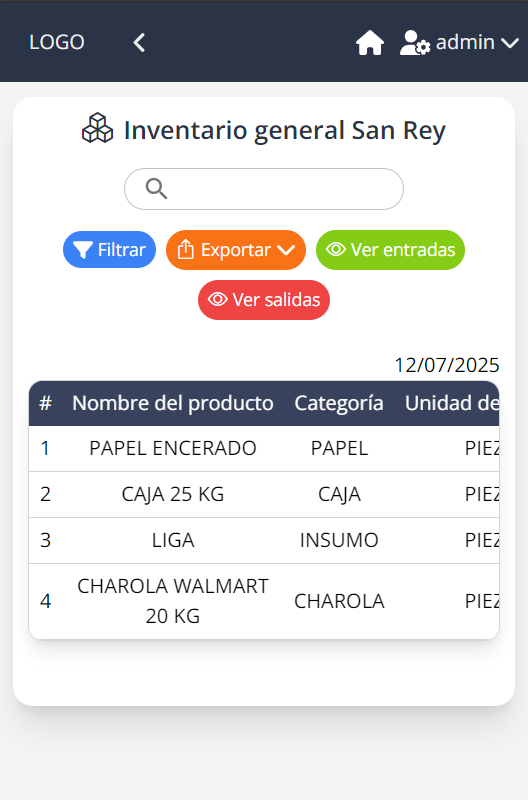 LOGO admin
Inventario general San Rey
Filtrar Exportar Ver entradas
Ver salidas
12/07/2025
# Nombre del producto Categoría Unidad de
1 PAPEL ENCERADO PAPEL PIEZ
2 CAJA 25 KG CAJA PIEZ
3 LIGA INSUMO PIEZ
4 CHAROLA WALMART 20 KG CHAROLA PIEZ